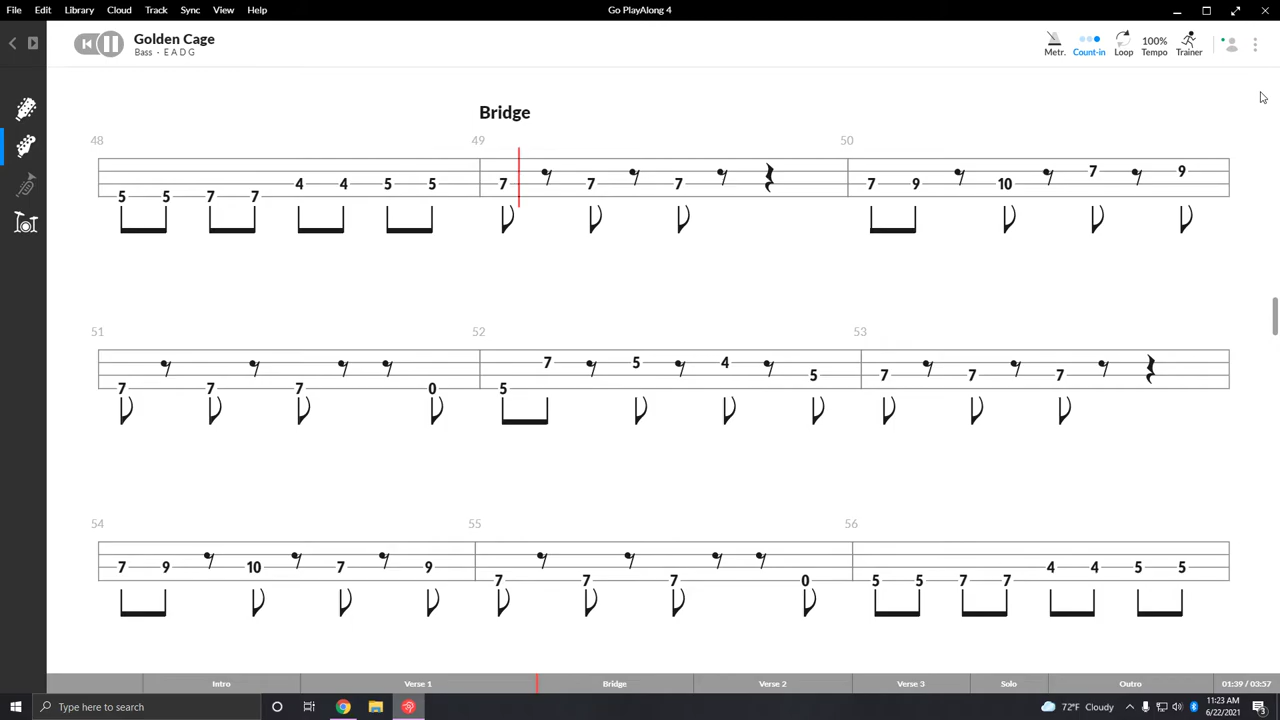 File Edit Library Cloud Track Sync View Help Go PlayAlong 4
Golden Cage
Bass - E A D G
Metr. Count-in Loop 100% Tempo Trainer
Bridge
48 49 50
5 5 7 7 4 4 5 5 7 7 7 7 9 10 7 9
51 52 53
7 7 7 0 5 7 5 4 5 7 7 7
54 55 56
7 9 10 7 9 7 7 7 0 5 5 7 7 4 4 5 5
Intro Verse 1 Bridge Verse 2 Verse 3 Solo Outro 01:39 / 03:57
Type here to search 72°F Cloudy 11:23 AM
6/22/2021 3